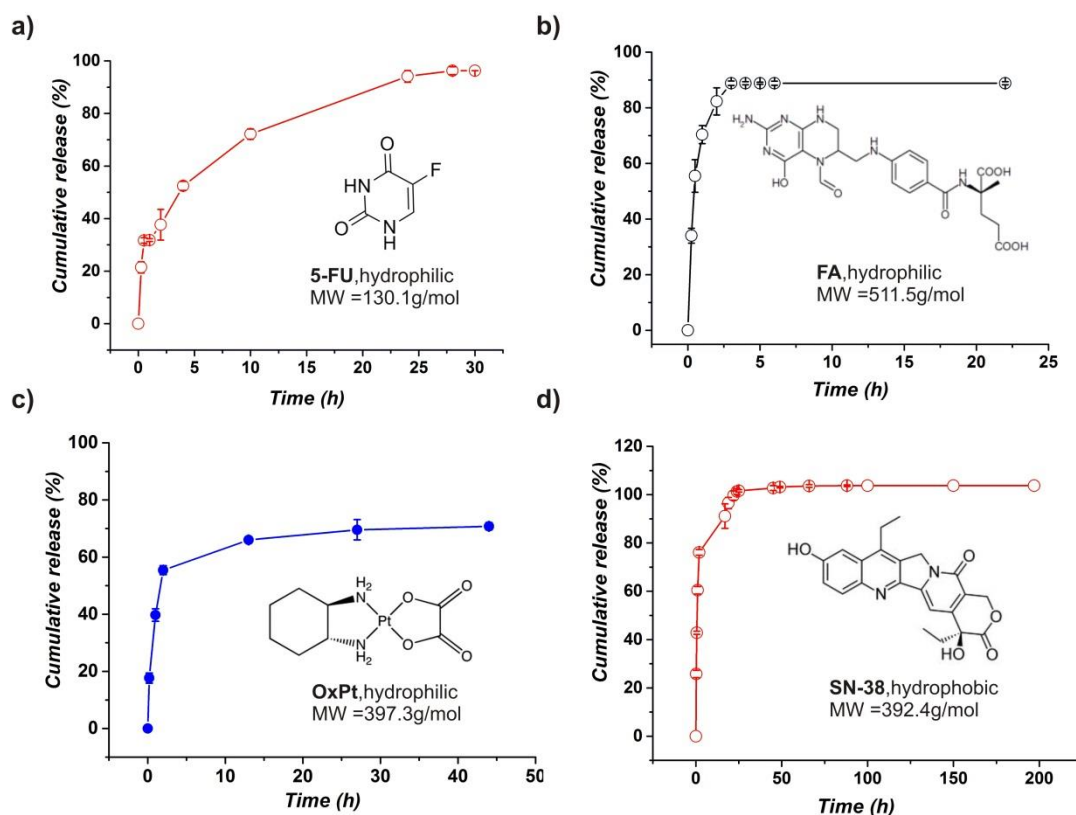 a)
Cumulative release (%)
100
80
60
40
20
0
0 5 10 15 20 25 30
Time (h)
O
F
HN
O
N
H
5-FU,hydrophilic
MW =130.1g/mol
b)
Cumulative release (%)
100
80
60
40
20
0
0 5 10 15 20 25
Time (h)
H
H2N N N
N N
H
N
HO O
COOH
H
N
O
COOH
FA,hydrophilic
MW =511.5g/mol
c)
Cumulative release (%)
100
80
60
40
20
0
0 10 20 30 40 50
Time (h)
H2
N O O
Pt
N O O
H2
OxPt,hydrophilic
MW =397.3g/mol
d)
Cumulative release (%)
120
100
80
60
40
20
0
0 50 100 150 200
Time (h)
HO
O
N
N
O
HO O
SN-38,hydrophobic
MW =392.4g/mol